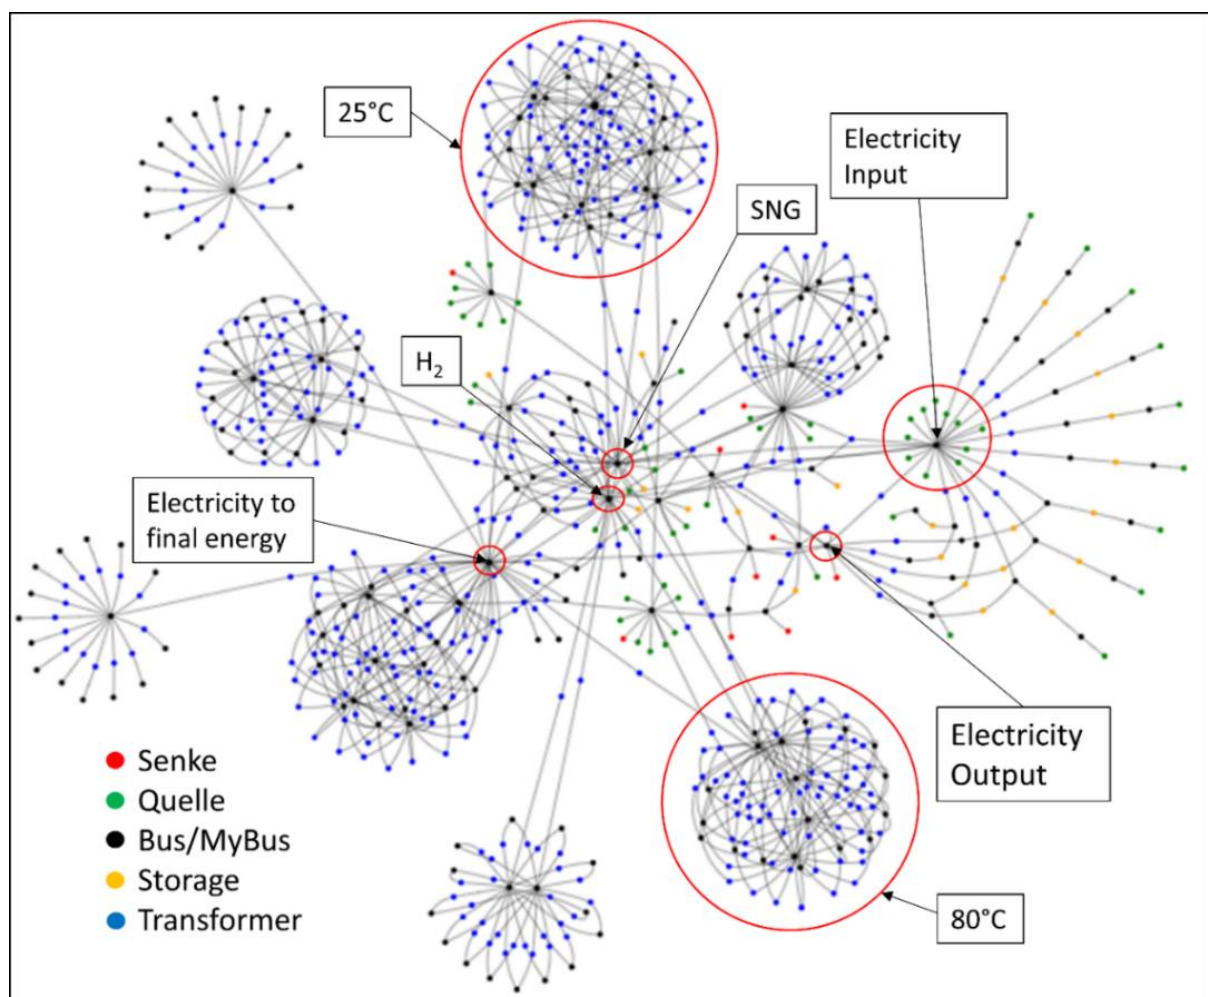 25°C
Electricity
Input
SNG
H₂
Electricity to
final energy
Electricity
Output
80°C
Senke
Quelle
Bus/MyBus
Storage
Transformer